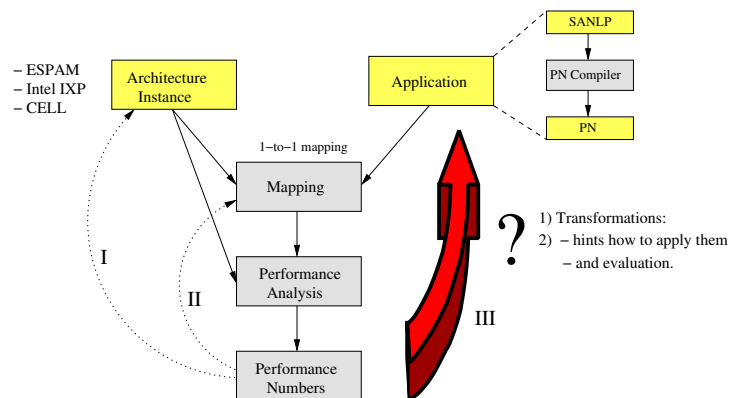 SANLP
PN Compiler
PN
– ESPAM
– Intel IXP
– CELL
Architecture
Instance
Application
1–to–1 mapping
Mapping
?
1) Transformations:
2) – hints how to apply them
– and evaluation.
I
II
III
Performance
Analysis
Performance
Numbers